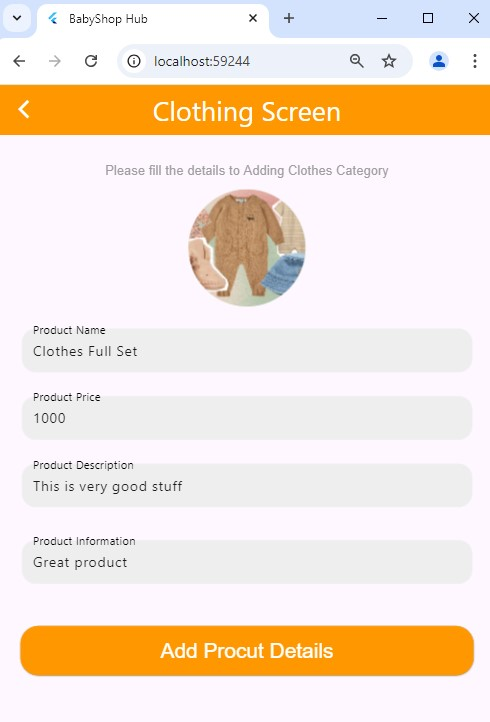 BabyShop Hub
localhost:59244
Clothing Screen
Please fill the details to Adding Clothes Category
Product Name
Clothes Full Set
Product Price
1000
Product Description
This is very good stuff
Product Information
Great product
Add Procut Details